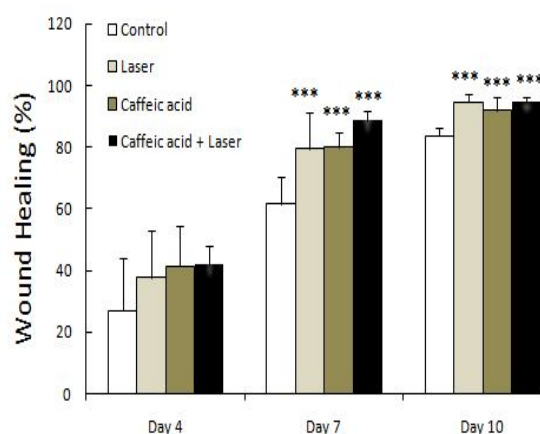 120
100
80
60
40
20
0
Wound Healing (%)
Control
Laser
Caffeic acid
Caffeic acid + Laser
*** *** ***
*** *** ***
Day 4 Day 7 Day 10